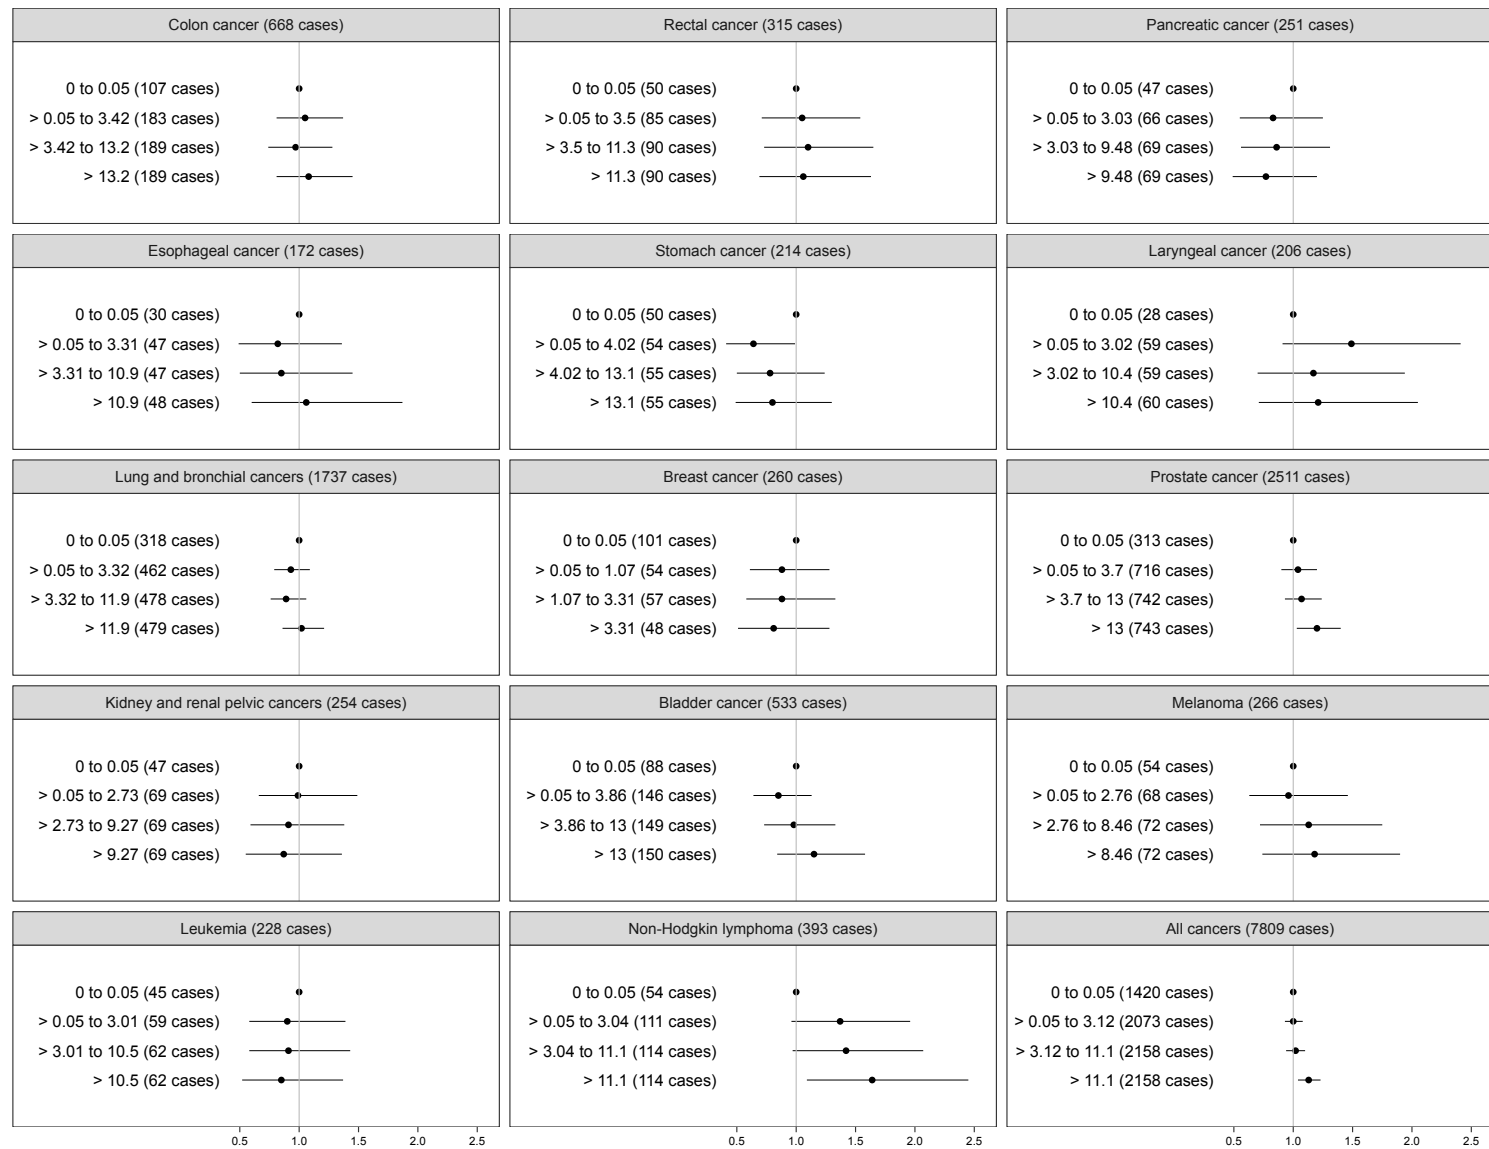 Colon cancer (668 cases)
0 to 0.05 (107 cases)
> 0.05 to 3.42 (183 cases)
> 3.42 to 13.2 (189 cases)
> 13.2 (189 cases)
Rectal cancer (315 cases)
0 to 0.05 (50 cases)
> 0.05 to 3.5 (85 cases)
> 3.5 to 11.3 (90 cases)
> 11.3 (90 cases)
Pancreatic cancer (251 cases)
0 to 0.05 (47 cases)
> 0.05 to 3.03 (66 cases)
> 3.03 to 9.48 (69 cases)
> 9.48 (69 cases)
Esophageal cancer (172 cases)
0 to 0.05 (30 cases)
> 0.05 to 3.31 (47 cases)
> 3.31 to 10.9 (47 cases)
> 10.9 (48 cases)
Stomach cancer (214 cases)
0 to 0.05 (50 cases)
> 0.05 to 4.02 (54 cases)
> 4.02 to 13.1 (55 cases)
> 13.1 (55 cases)
Laryngeal cancer (206 cases)
0 to 0.05 (28 cases)
> 0.05 to 3.02 (59 cases)
> 3.02 to 10.4 (59 cases)
> 10.4 (60 cases)
Lung and bronchial cancers (1737 cases)
0 to 0.05 (318 cases)
> 0.05 to 3.32 (462 cases)
> 3.32 to 11.9 (478 cases)
> 11.9 (479 cases)
Breast cancer (260 cases)
0 to 0.05 (101 cases)
> 0.05 to 1.07 (54 cases)
> 1.07 to 3.31 (57 cases)
> 3.31 (48 cases)
Prostate cancer (2511 cases)
0 to 0.05 (313 cases)
> 0.05 to 3.7 (716 cases)
> 3.7 to 13 (742 cases)
> 13 (743 cases)
Kidney and renal pelvic cancers (254 cases)
0 to 0.05 (47 cases)
> 0.05 to 2.73 (69 cases)
> 2.73 to 9.27 (69 cases)
> 9.27 (69 cases)
Bladder cancer (533 cases)
0 to 0.05 (88 cases)
> 0.05 to 3.86 (146 cases)
> 3.86 to 13 (149 cases)
> 13 (150 cases)
Melanoma (266 cases)
0 to 0.05 (54 cases)
> 0.05 to 2.76 (68 cases)
> 2.76 to 8.46 (72 cases)
> 8.46 (72 cases)
Leukemia (228 cases)
0 to 0.05 (45 cases)
> 0.05 to 3.01 (59 cases)
> 3.01 to 10.5 (62 cases)
> 10.5 (62 cases)
Non-Hodgkin lymphoma (393 cases)
0 to 0.05 (54 cases)
> 0.05 to 3.04 (111 cases)
> 3.04 to 11.1 (114 cases)
> 11.1 (114 cases)
All cancers (7809 cases)
0 to 0.05 (1420 cases)
> 0.05 to 3.12 (2073 cases)
> 3.12 to 11.1 (2158 cases)
> 11.1 (2158 cases)
0.5 1.0 1.5 2.0 2.5
0.5 1.0 1.5 2.0 2.5
0.5 1.0 1.5 2.0 2.5